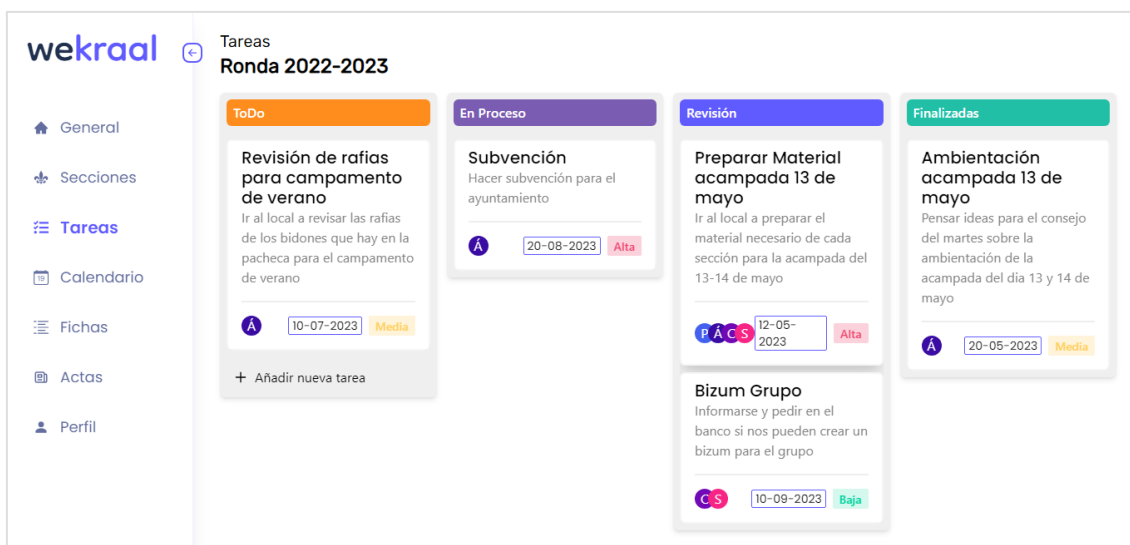 wekraal
General
Secciones
Tareas
19
Calendario
Fichas
Actas
Perfil
Tareas
Ronda 2022-2023
ToDo
Revisión de rafias
para campamento
de verano
Ir al local a revisar las rafias
de los bidones que hay en la
pacheca para el campamento
de verano
Á
10-07-2023
Media
+ Añadir nueva tarea
En Proceso
Subvención
Hacer subvención para el
ayuntamiento
Á
20-08-2023
Alta
Revisión
Preparar Material
acampada 13 de
mayo
Ir al local a preparar el
material necesario de cada
sección para la acampada del
13-14 de mayo
P Á C S
12-05-
2023
Alta
Bizum Grupo
Informarse y pedir en el
banco si nos pueden crear un
bizum para el grupo
C S
10-09-2023
Baja
Finalizadas
Ambientación
acampada 13 de
mayo
Pensar ideas para el consejo
del martes sobre la
ambientación de la
acampada del dia 13 y 14 de
mayo
Á
20-05-2023
Media